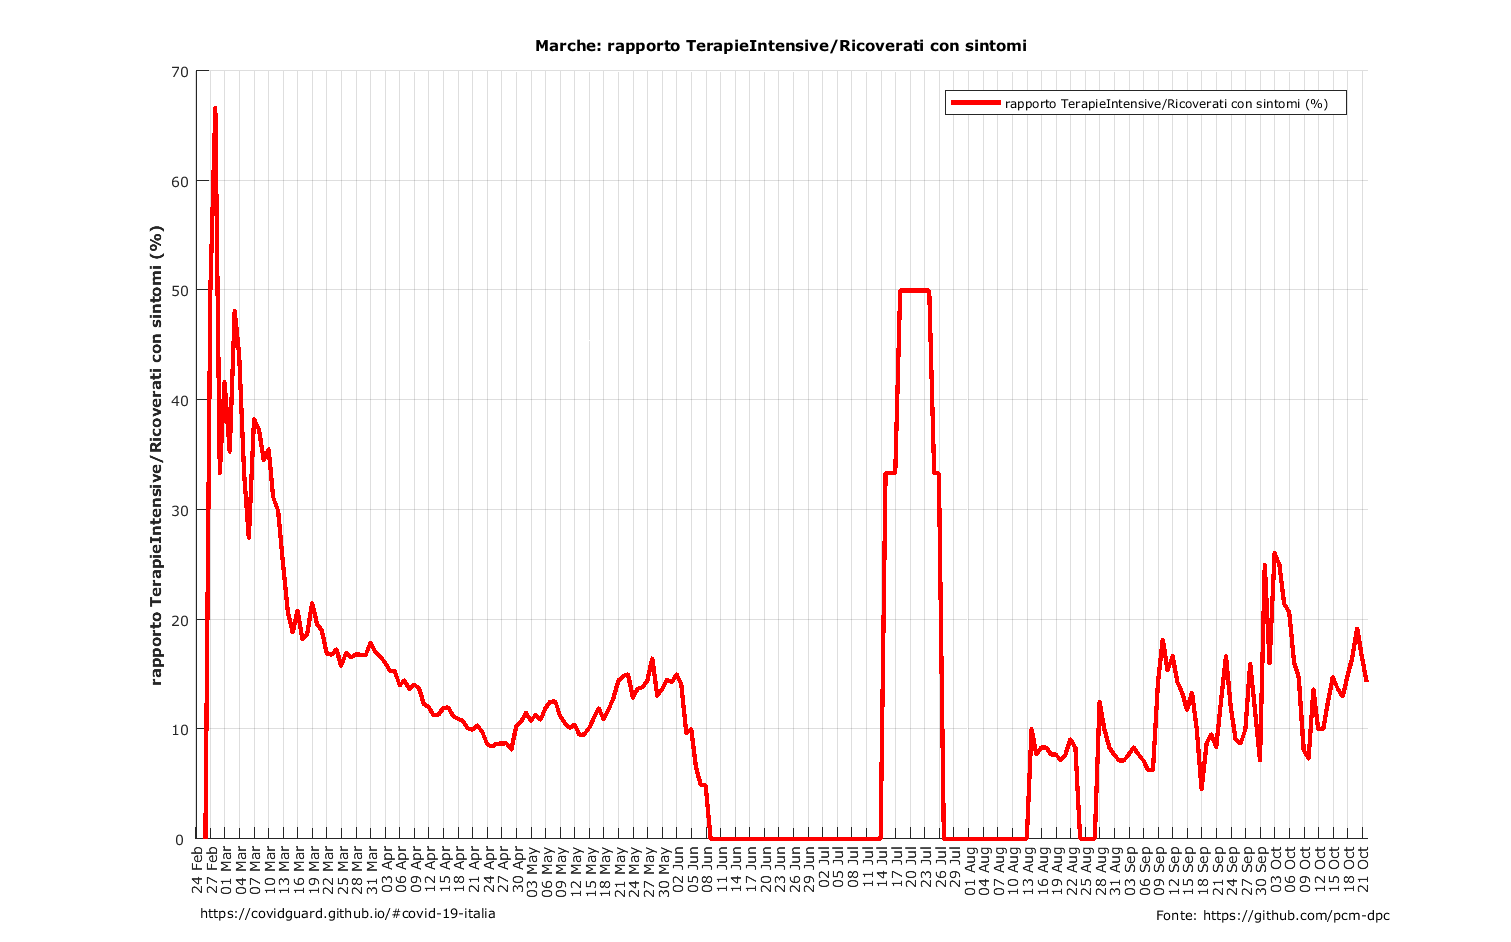 Marche: rapporto TerapieIntensive/Ricoverati con sintomi
rapporto TerapieIntensive/Ricoverati con sintomi (%)
rapporto TerapieIntensive/Ricoverati con sintomi (%)
70
60
50
40
30
20
10
0
24 Feb
27 Feb
01 Mar
04 Mar
07 Mar
10 Mar
13 Mar
16 Mar
19 Mar
22 Mar
25 Mar
28 Mar
31 Mar
03 Apr
06 Apr
09 Apr
12 Apr
15 Apr
18 Apr
21 Apr
24 Apr
27 Apr
30 Apr
03 May
06 May
09 May
12 May
15 May
18 May
21 May
24 May
27 May
30 May
02 Jun
05 Jun
08 Jun
11 Jun
14 Jun
17 Jun
20 Jun
23 Jun
26 Jun
29 Jun
02 Jul
05 Jul
08 Jul
11 Jul
14 Jul
17 Jul
20 Jul
23 Jul
26 Jul
29 Jul
01 Aug
04 Aug
07 Aug
10 Aug
13 Aug
16 Aug
19 Aug
22 Aug
25 Aug
28 Aug
31 Aug
03 Sep
06 Sep
09 Sep
12 Sep
15 Sep
18 Sep
21 Sep
24 Sep
27 Sep
30 Sep
03 Oct
06 Oct
09 Oct
12 Oct
15 Oct
18 Oct
21 Oct
https://covidguard.github.io/#covid-19-italia
Fonte: https://github.com/pcm-dpc